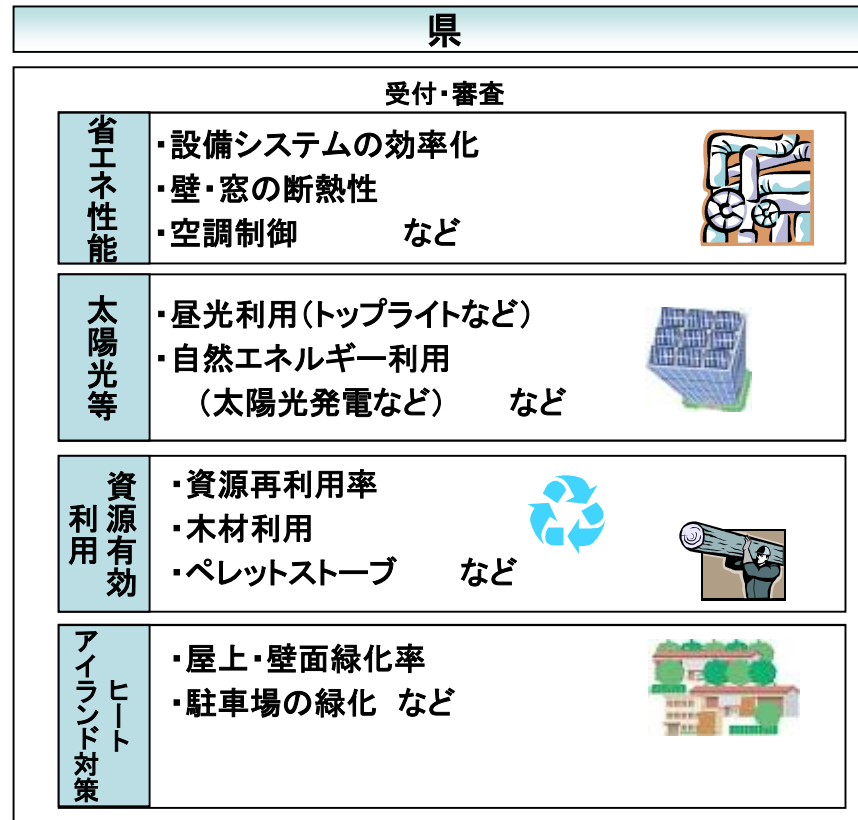 県
受付・審査
省エネ性能
・設備システムの効率化
・壁・窓の断熱性
・空調制御 など
太陽光等
・昼光利用(トップライトなど)
・自然エネルギー利用
(太陽光発電など) など
資源有効
利用
・資源再利用率
・木材利用
・ペレットストーブ など
ヒート
アイランド対策
・屋上・壁面緑化率
・駐車場の緑化 など